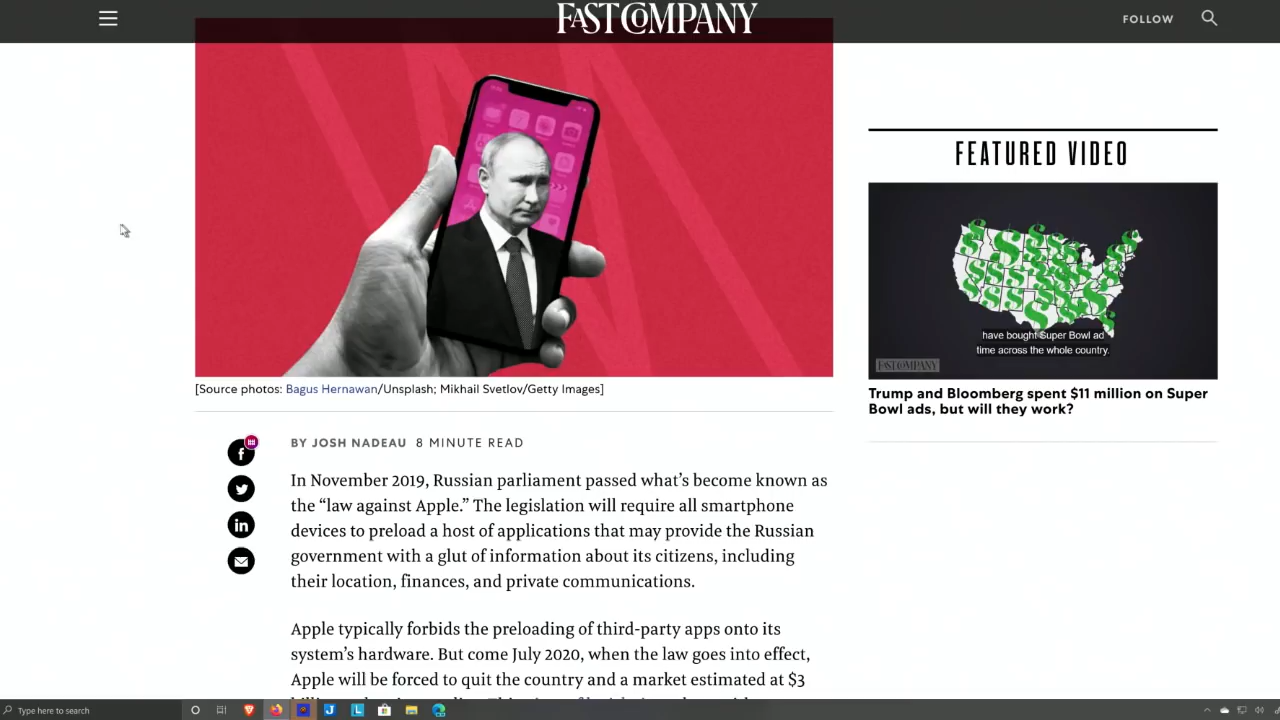 FAST COMPANY
FOLLOW
[Source photos: Bagus Hernawan/Unsplash; Mikhail Svetlov/Getty Images]
BY JOSH NADEAU 8 MINUTE READ
In November 2019, Russian parliament passed what’s become known as
the “law against Apple.” The legislation will require all smartphone
devices to preload a host of applications that may provide the Russian
government with a glut of information about its citizens, including
their location, finances, and private communications.
Apple typically forbids the preloading of third-party apps onto its
system’s hardware. But come July 2020, when the law goes into effect,
Apple will be forced to quit the country and a market estimated at $3
FEATURED VIDEO
have bought Super Bowl ad
time across the whole country.
FAST COMPANY
Trump and Bloomberg spent $11 million on Super
Bowl ads, but will they work?
Type here to search